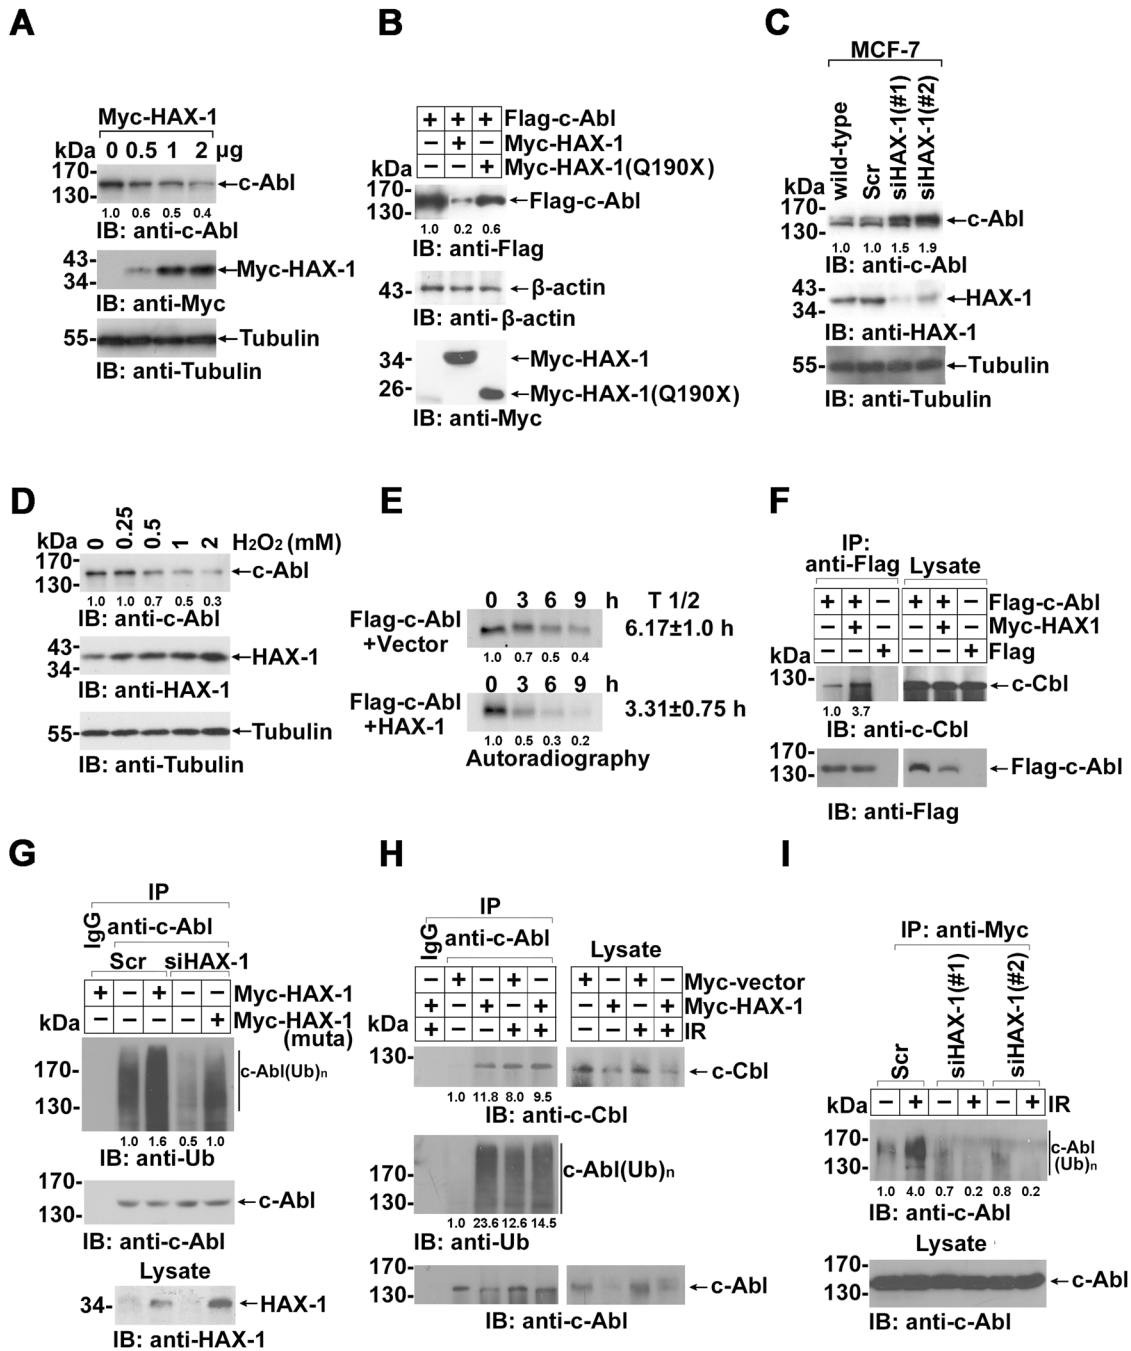 A
Myc-HAX-1
kDa 0 0.5 1 2 µg
170-
130-
←c-Abl
1.0 0.6 0.5 0.4
IB: anti-c-Abl
43-
34-
←Myc-HAX-1
IB: anti-Myc
55- ←Tubulin
IB: anti-Tubulin
B
+ + + Flag-c-Abl
− + − Myc-HAX-1
− − + Myc-HAX-1(Q190X)
kDa
170-
130-
←Flag-c-Abl
1.0 0.2 0.6
IB: anti-Flag
43- ←β-actin
IB: anti-β-actin
34- ←Myc-HAX-1
26- ←Myc-HAX-1(Q190X)
IB: anti-Myc
C
MCF-7
wild-type
Scr
siHAX-1(#1)
siHAX-1(#2)
kDa
170-
130-
←c-Abl
1.0 1.0 1.5 1.9
IB: anti-c-Abl
43-
34-
←HAX-1
IB: anti-HAX-1
55- ←Tubulin
IB: anti-Tubulin
D
kDa 0 0.25 0.5 1 2 H2O2 (mM)
170-
130-
←c-Abl
1.0 1.0 0.7 0.5 0.3
IB: anti-c-Abl
43-
34-
←HAX-1
IB: anti-HAX-1
55- ←Tubulin
IB: anti-Tubulin
E
0 3 6 9 h T 1/2
Flag-c-Abl
+Vector
6.17±1.0 h
1.0 0.7 0.5 0.4
0 3 6 9 h
Flag-c-Abl
+HAX-1
3.31±0.75 h
1.0 0.5 0.3 0.2
Autoradiography
F
IP:
anti-Flag Lysate
+ + − + + − Flag-c-Abl
− + − − + − Myc-HAX1
− − + − − + Flag
kDa
130- ←c-Cbl
1.0 3.7
IB: anti-c-Cbl
170-
130-
←Flag-c-Abl
IB: anti-Flag
G
IP
IgG anti-c-Abl
Scr siHAX-1
+ − + − − Myc-HAX-1
− − − − + Myc-HAX-1
(muta)
kDa
170-
130-
c-Abl(Ub)n
1.0 1.6 0.5 1.0
IB: anti-Ub
170-
130-
←c-Abl
IB: anti-c-Abl
Lysate
34- ←HAX-1
IB: anti-HAX-1
H
IP
IgG anti-c-Abl Lysate
− + − + − + − + − Myc-vector
+ − + − + − + − + Myc-HAX-1
+ − − + + − − + + IR
kDa
130- ←c-Cbl
1.0 11.8 8.0 9.5
IB: anti-c-Cbl
170-
130-
c-Abl(Ub)n
1.0 23.6 12.6 14.5
IB: anti-Ub
170-
130-
←c-Abl
IB: anti-c-Abl
I
IP: anti-Myc
Scr
siHAX-1(#1)
siHAX-1(#2)
kDa − + − + − + IR
170-
130-
c-Abl
(Ub)n
1.0 4.0 0.7 0.2 0.8 0.2
IB: anti-c-Abl
Lysate
170-
130-
←c-Abl
IB: anti-c-Abl